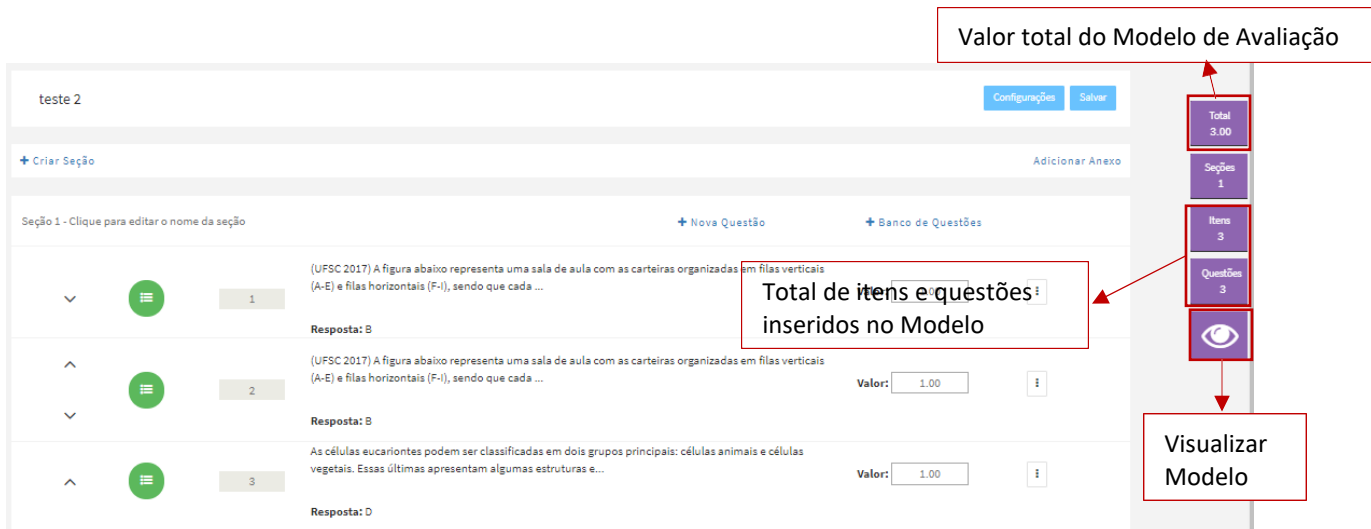 Valor total do Modelo de Avaliação
teste 2
Configurações
Salvar
Total
3.00
+ Criar Seção
Adicionar Anexo
Seções
1
Seção 1 - Clique para editar o nome da seção
+ Nova Questão
+ Banco de Questões
Itens
3
Questões
3
(UFSC 2017) A figura abaixo representa uma sala de aula com as carteiras organizadas em filas verticais
(A-E) e filas horizontais (F-I), sendo que cada ...
1
Resposta: B
Total de itens e questões
inseridos no Modelo
(UFSC 2017) A figura abaixo representa uma sala de aula com as carteiras organizadas em filas verticais
(A-E) e filas horizontais (F-I), sendo que cada ...
2
Valor: 1.00
Resposta: B
As células eucariontes podem ser classificadas em dois grupos principais: células animais e células
vegetais. Essas últimas apresentam algumas estruturas e...
3
Valor: 1.00
Resposta: D
Visualizar
Modelo